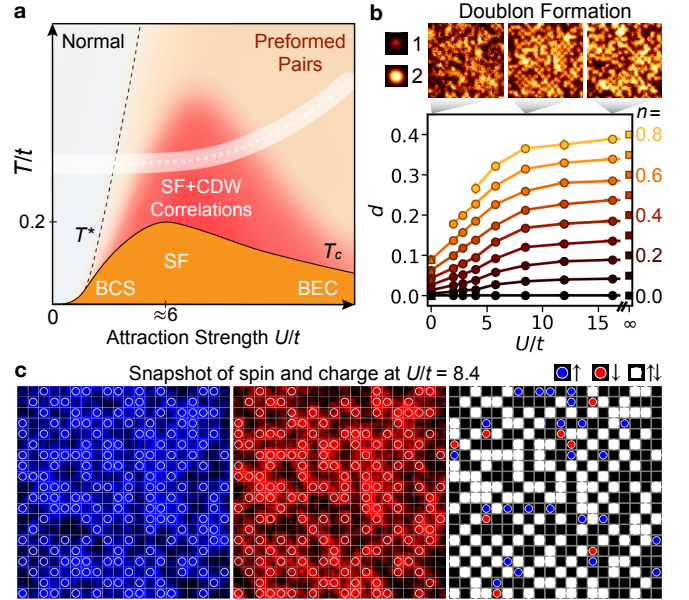 a
Normal
Preformed
Pairs
T/t
SF+CDW
Correlations
0.2
T*
SF
T_c
BCS
BEC
0
≈6
Attraction Strength U/t
b
Doublon Formation
1
2
n=
0.4
0.8
0.3
0.6
d
0.2
0.4
0.1
0.2
0.0
0.0
0
5
10
15
∞
U/t
c
Snapshot of spin and charge at U/t = 8.4
↑
↓
↑↓